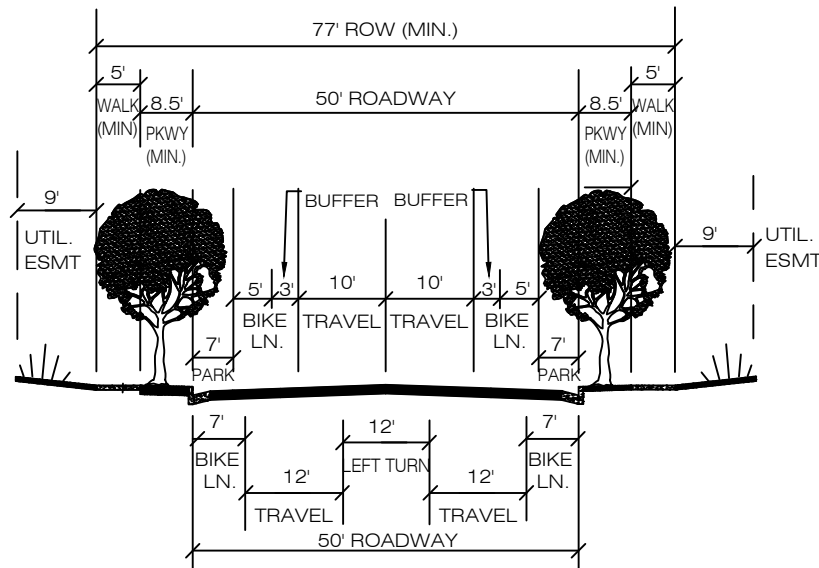 77' ROW (MIN.)
5'
5'
WALK
(MIN)
8.5'
50' ROADWAY
8.5'
WALK
(MIN)
PKWY
(MIN.)
PKWY
(MIN.)
9'
BUFFER
BUFFER
UTIL.
ESMT
9'
UTIL.
ESMT
5'
3'
10'
10'
3'
5'
BIKE
LN.
TRAVEL
TRAVEL
BIKE
LN.
7'
PARK
7'
PARK
7'
12'
7'
BIKE
LN.
12'
LEFT TURN
12'
BIKE
LN.
TRAVEL
TRAVEL
50' ROADWAY